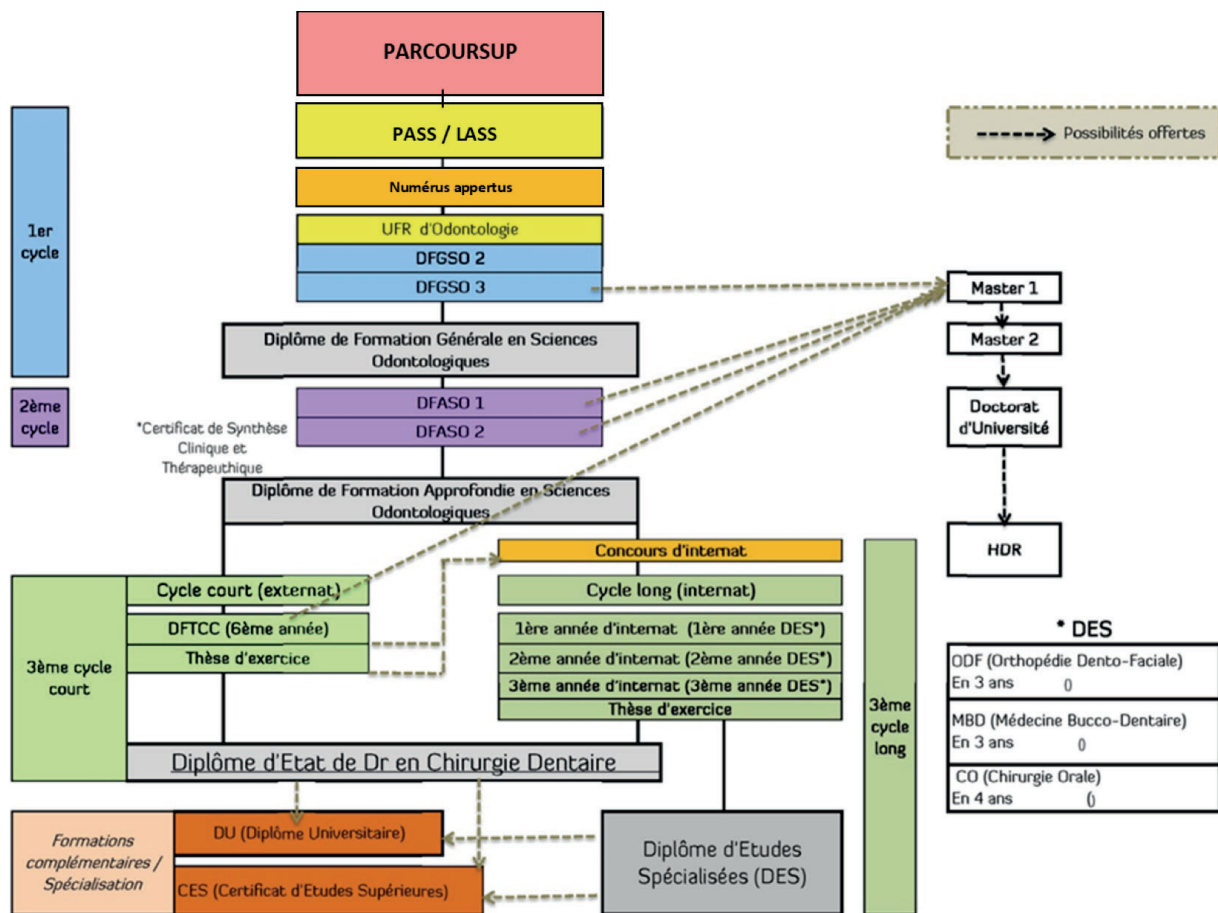 PARCOURSUP
PASS / LASS
Numérus appertus
UFR d'Odontologie
DFGSO 2
DFGSO 3
1er
cycle
Possibilités offertes
Diplôme de Formation Générale en Sciences
Odontologiques
Master 1
Master 2
Doctorat
d'Université
HDR
2ème
cycle
DFASO 1
DFASO 2
*Certificat de Synthèse
Clinique et
Thérapeuthique
Diplôme de Formation Approfondie en Sciences
Odontologiques
3ème cycle
court
Cycle court (externat)
DFTCC (6ème année)
Thèse d'exercice
Concours d'internat
Cycle long (internat)
1ère année d'internat (1ère année DES*)
2ème année d'internat (2ème année DES*)
3ème année d'internat (3ème année DES*)
Thèse d'exercice
3ème
cycle
long
* DES
ODF (Orthopédie Dento-Faciale)
En 3 ans ()
MBD (Médecine Bucco-Dentaire)
En 3 ans ()
CO (Chirurgie Orale)
En 4 ans ()
Diplôme d'Etat de Dr en Chirurgie Dentaire
Formations
complémentaires /
Spécialisation
DU (Diplôme Universitaire)
CES (Certificat d'Etudes Supérieures)
Diplôme d'Etudes
Spécialisées (DES)